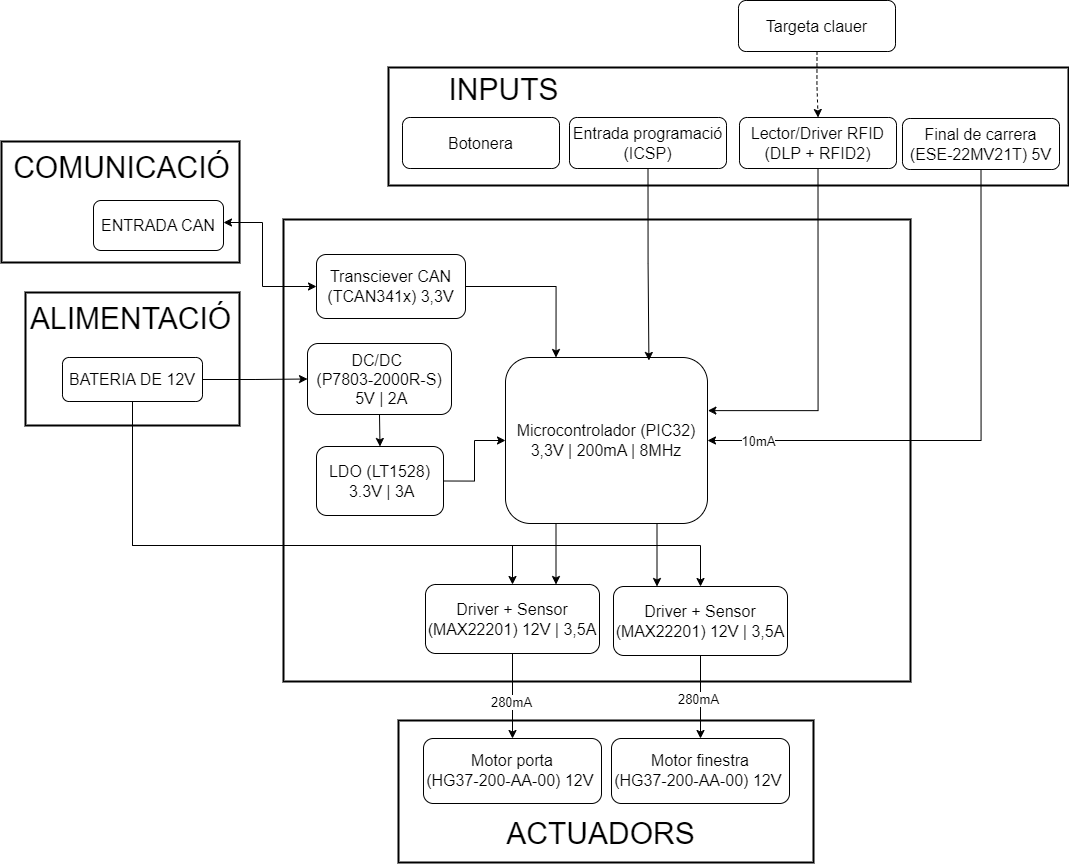 Targeta clauer
INPUTS
Botonera
Entrada programació
(ICSP)
Lector/Driver RFID
(DLP + RFID2)
Final de carrera
(ESE-22MV21T) 5V
COMUNICACIÓ
ENTRADA CAN
Transciever CAN
(TCAN341x) 3,3V
ALIMENTACIÓ
BATERIA DE 12V
DC/DC
(P7803-2000R-S)
5V | 2A
LDO (LT1528)
3.3V | 3A
Microcontrolador (PIC32)
3,3V | 200mA | 8MHz
10mA
Driver + Sensor
(MAX22201) 12V | 3,5A
Driver + Sensor
(MAX22201) 12V | 3,5A
280mA
280mA
Motor porta
(HG37-200-AA-00) 12V
Motor finestra
(HG37-200-AA-00) 12V
ACTUADORS